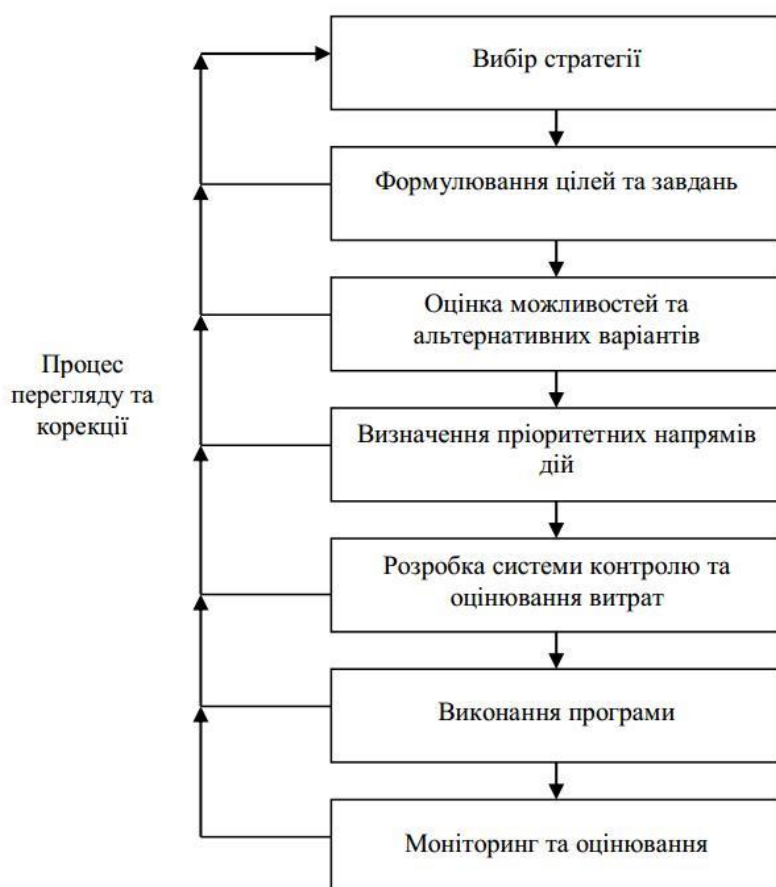 Вибір стратегії
Формулювання цілей та завдань
Оцінка можливостей та
альтернативних варіантів
Процес
перегляду та
корекції
Визначення пріоритетних напрямів
дій
Розробка системи контролю та
оцінювання витрат
Виконання програми
Моніторинг та оцінювання